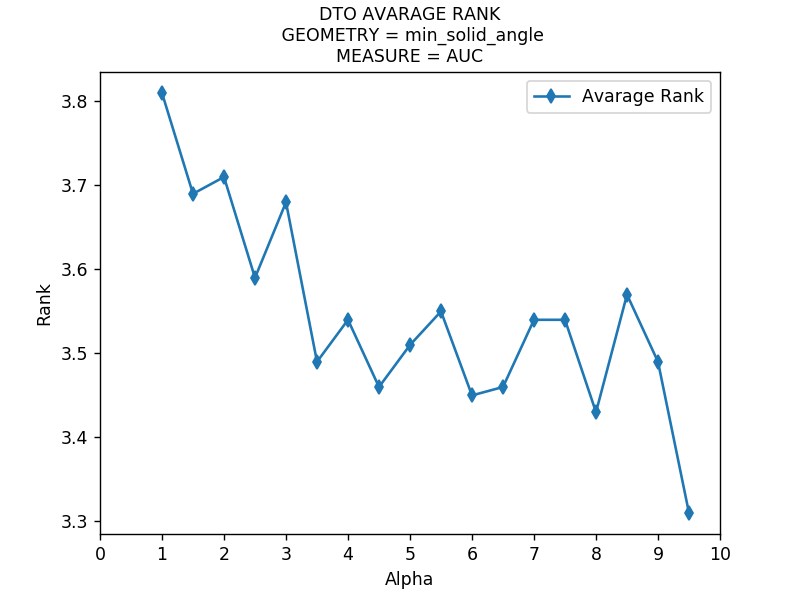 DTO AVARAGE RANK
GEOMETRY = min_solid_angle
MEASURE = AUC
Avarage Rank
3.8
3.7
3.6
3.5
3.4
3.3
Rank
0 1 2 3 4 5 6 7 8 9 10
Alpha